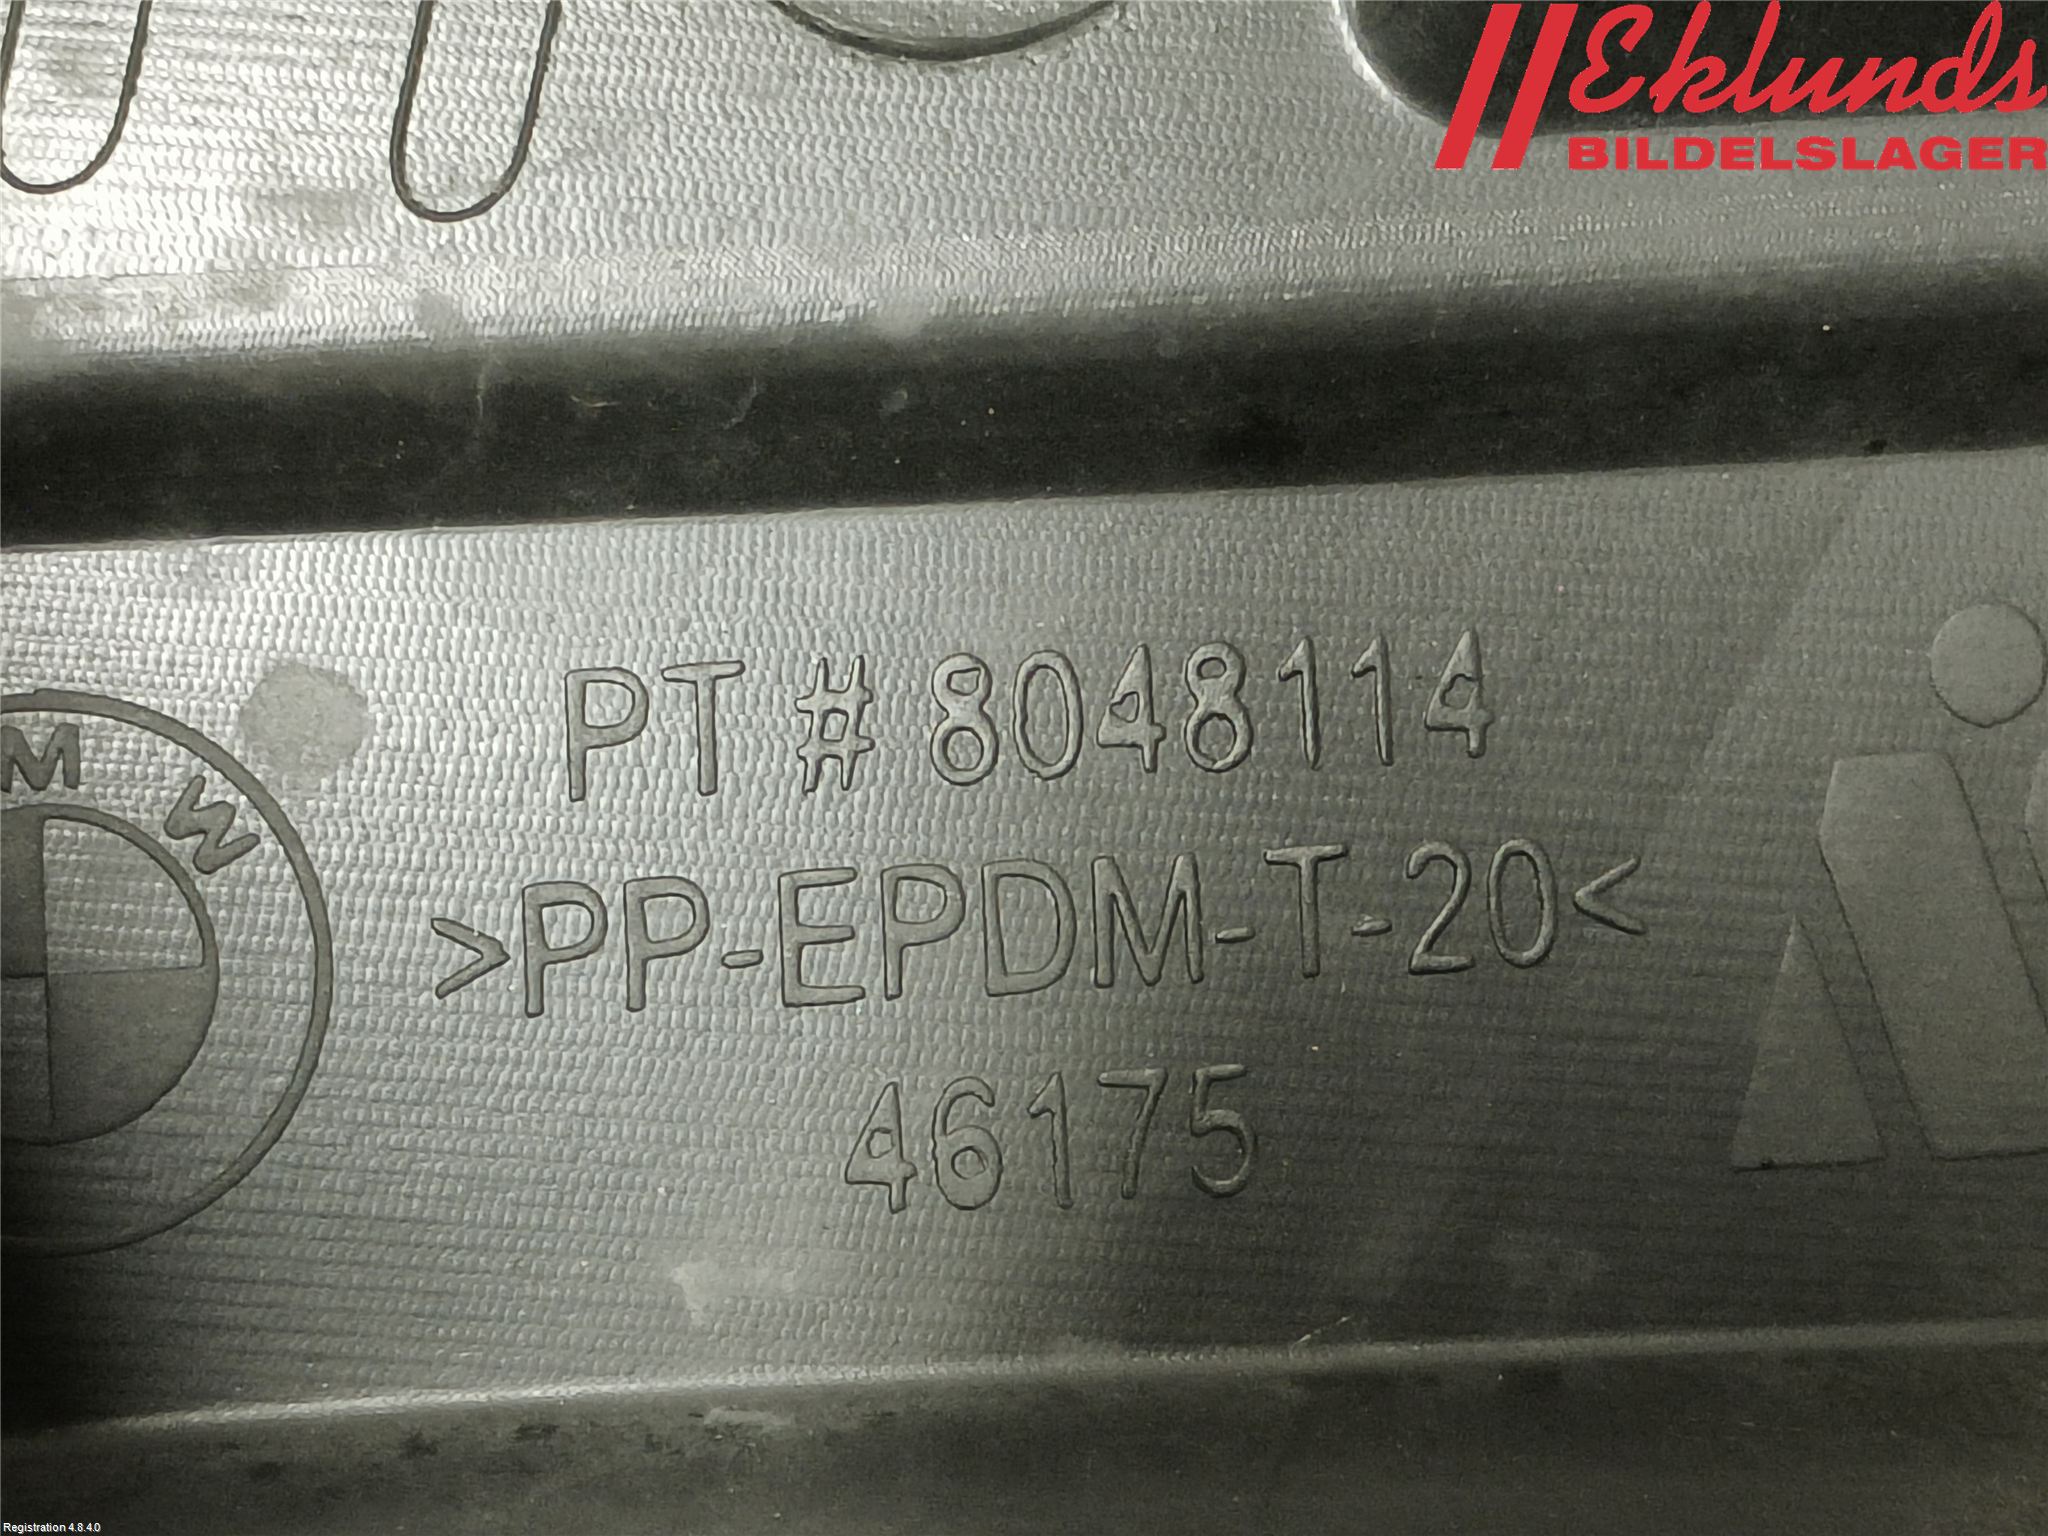 Eklunds
BILDELSLAGER
PT # 8048114
M W
>PP-EPDM-T-20<
46175
Registration 4.8.4.0